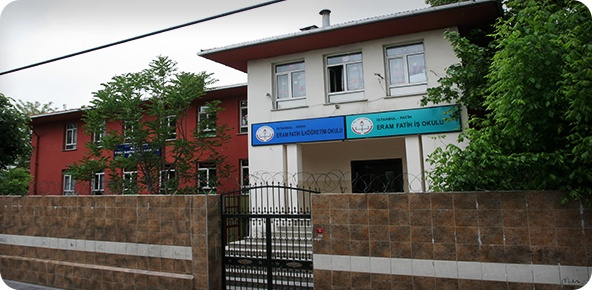 İSTANBUL - FATİH
ERAM FATİH İLKÖĞRETİM OKULU
İSTANBUL - FATİH
ERAM FATİH İŞ OKULU